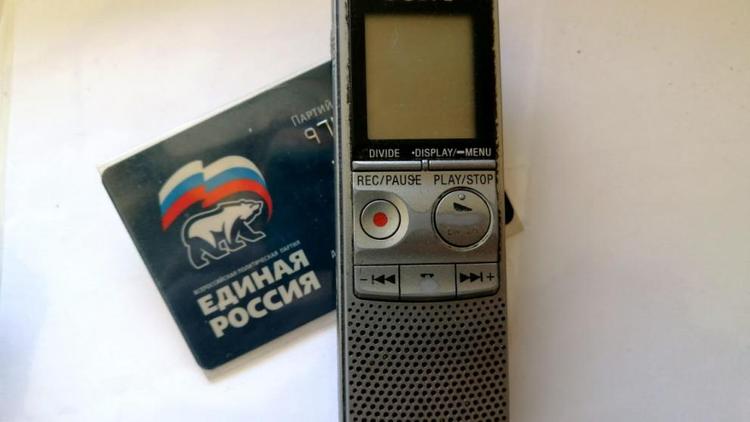 DIVIDE •DISPLAY/▬MENU
REC/PAUSE PLAY/STOP
− +
ВСЕРОССИЙСКАЯ ПОЛИТИЧЕСКАЯ ПАРТИЯ
ЕДИНАЯ
РОССИЯ